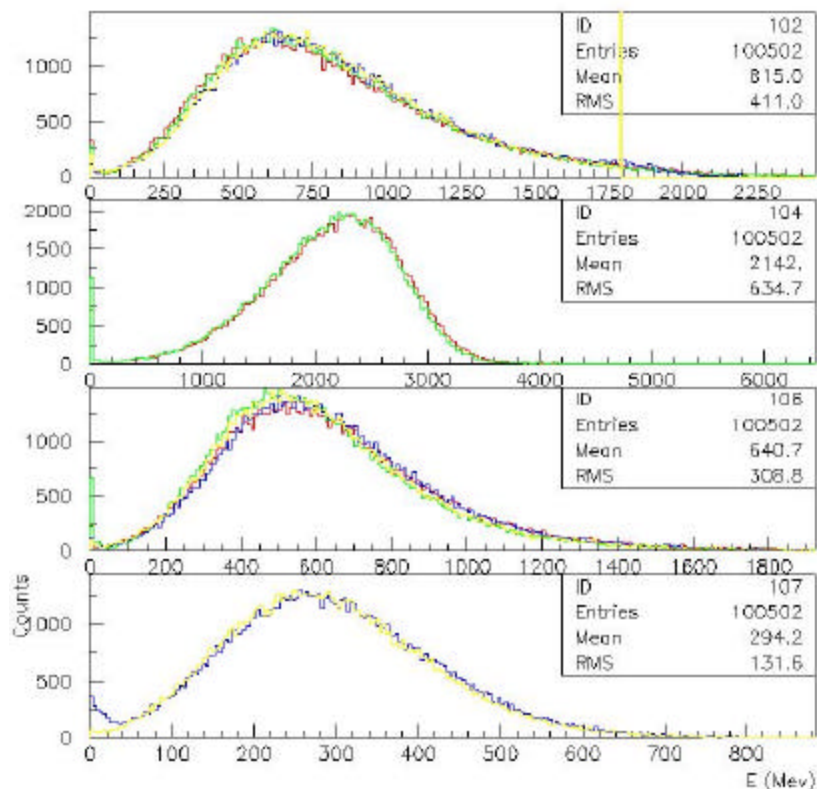 ID 102
Entries 100502
Mean 815.0
RMS 411.0
1000
500
0
0 250 500 750 1000 1250 1500 1750 2000 2250
ID 104
Entries 100502
Mean 2142.
RMS 634.7
2000
1500
1000
500
0
0 1000 2000 3000 4000 5000 6000
ID 106
Entries 100502
Mean 640.7
RMS 308.8
1000
500
0
0 200 400 600 800 1000 1200 1400 1600 1800
ID 107
Entries 100502
Mean 294.2
RMS 131.6
1000
500
0
0 100 200 300 400 500 600 700 800
Counts
E (Mev)